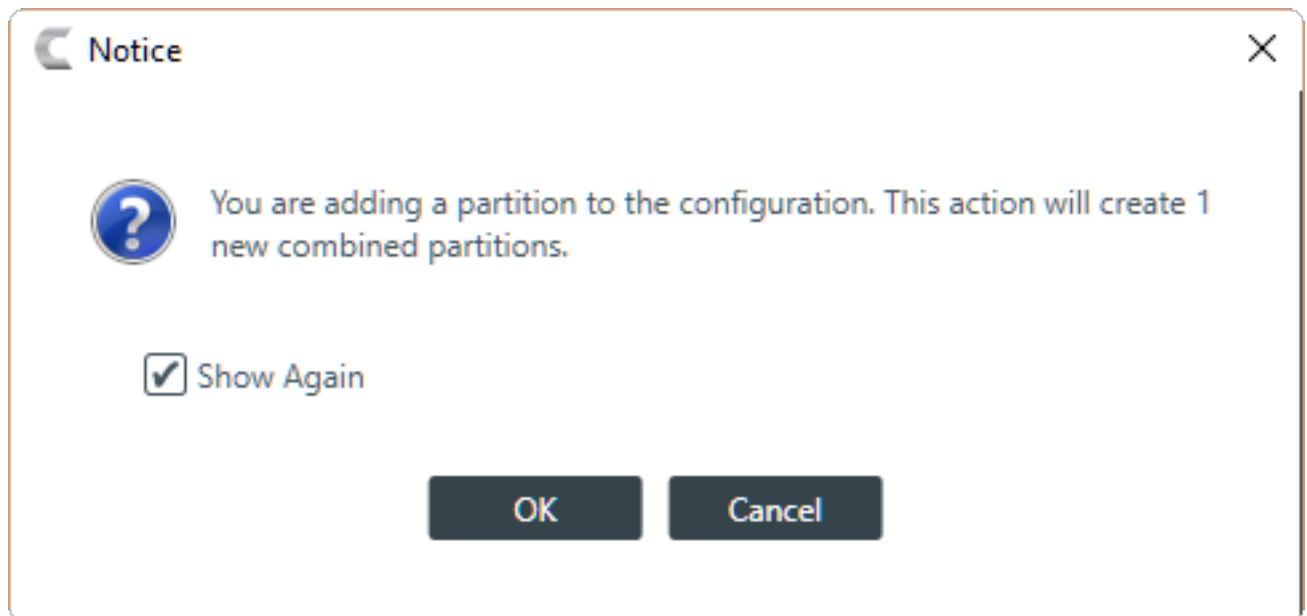 Notice
You are adding a partition to the configuration. This action will create 1
new combined partitions.
Show Again
OK
Cancel